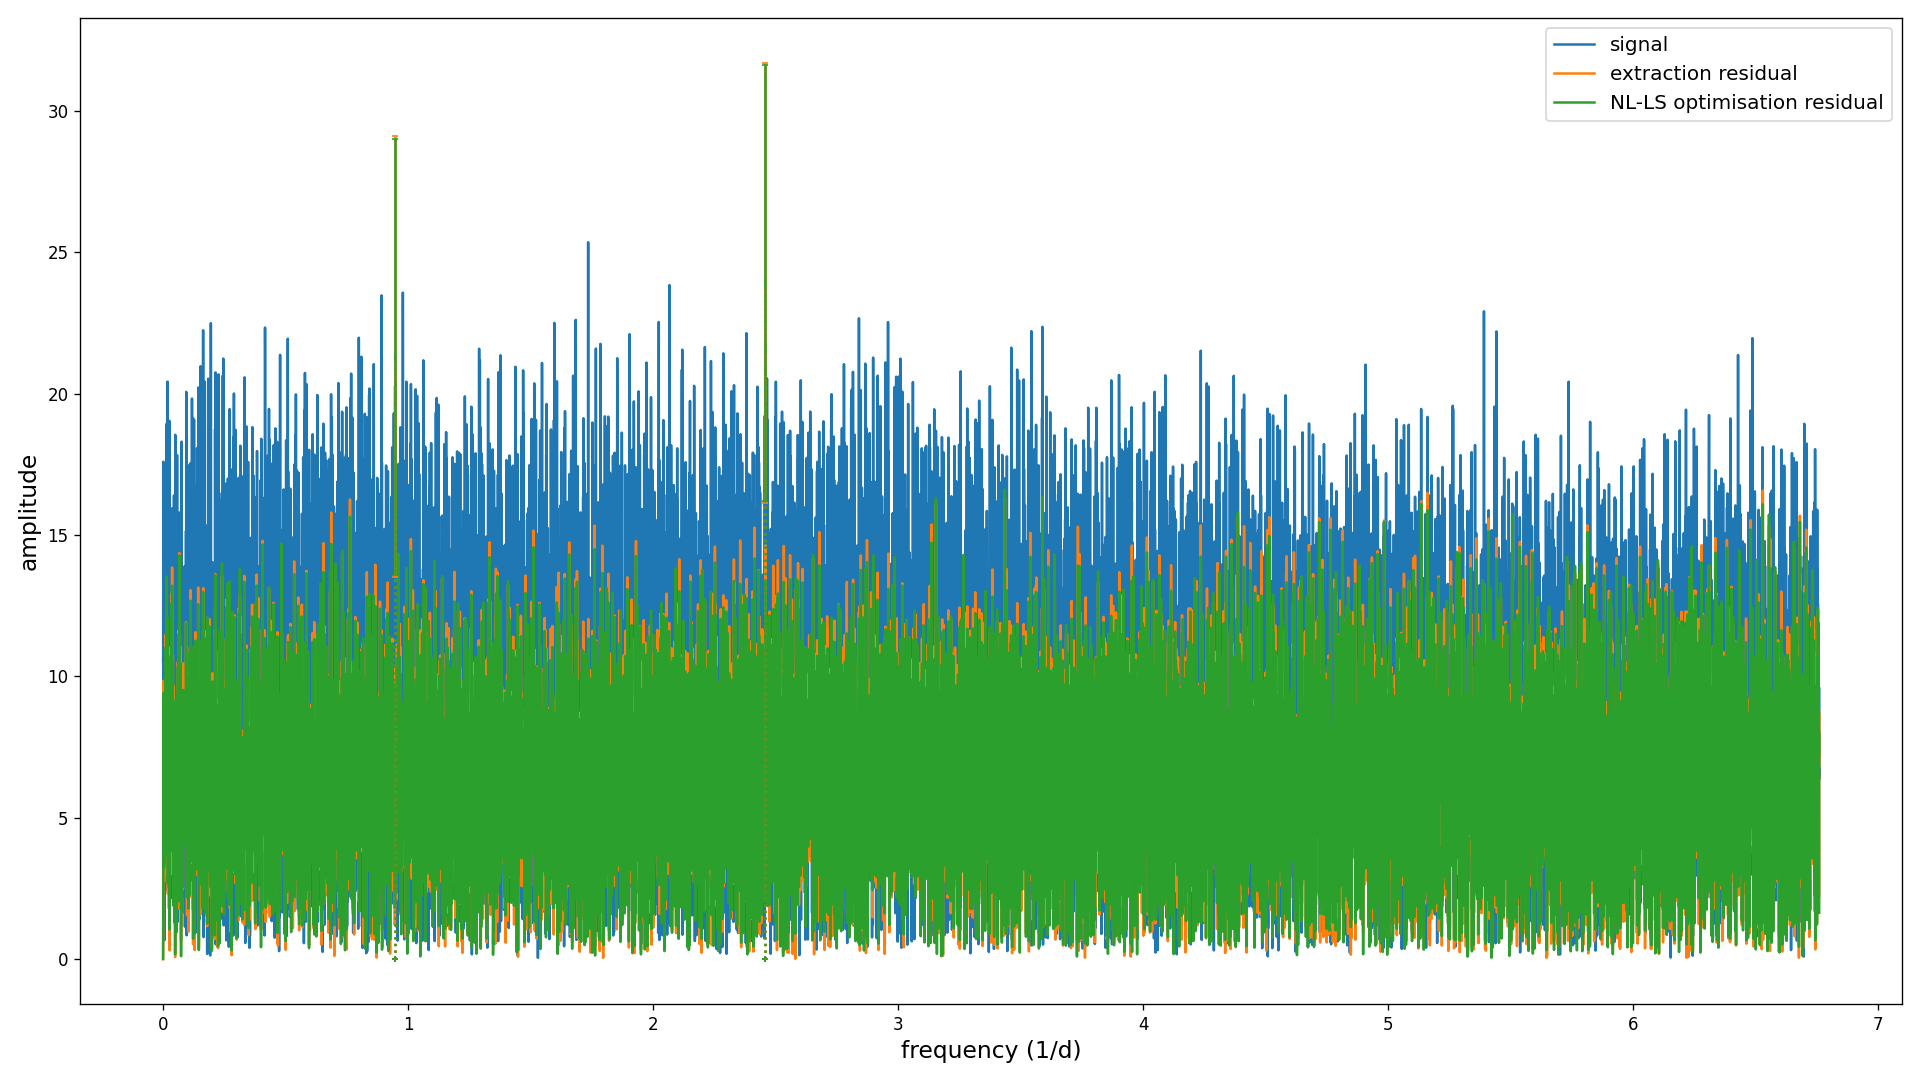 signal
extraction residual
NL-LS optimisation residual
amplitude
30
25
20
15
10
5
0
0 1 2 3 4 5 6 7
frequency (1/d)